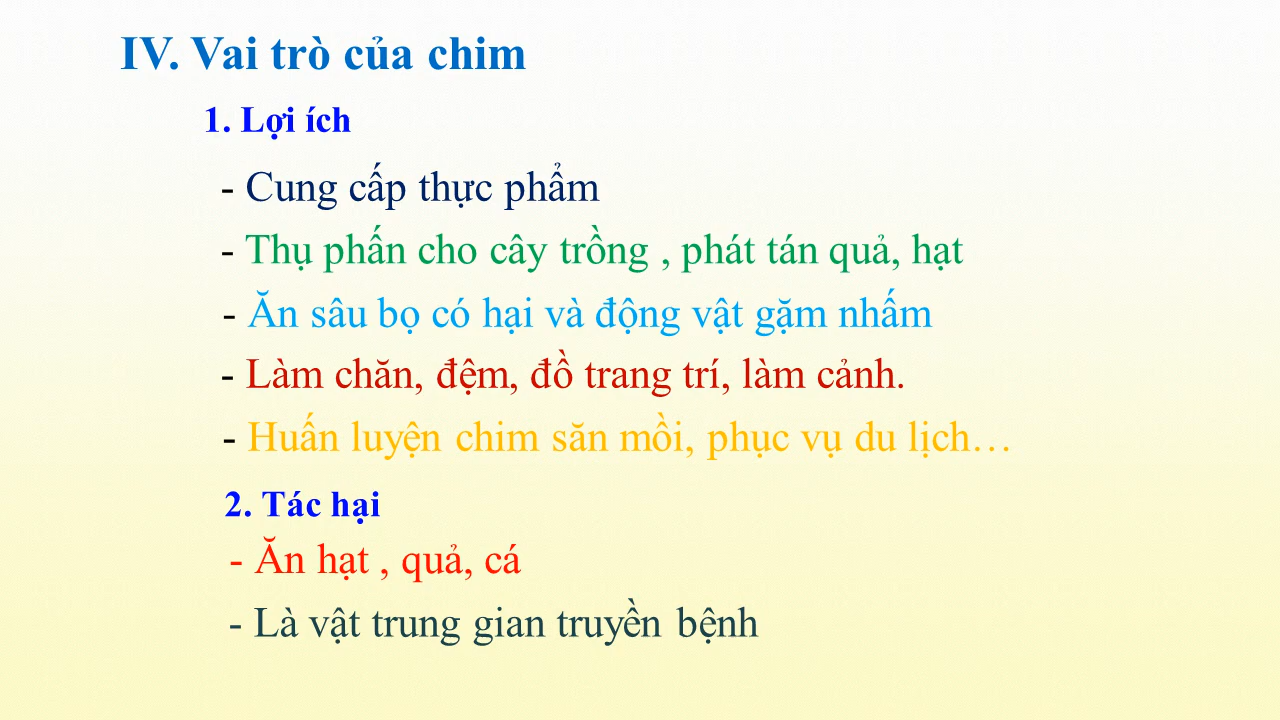 IV. Vai trò của chim
1. Lợi ích
- Cung cấp thực phẩm
- Thụ phấn cho cây trồng , phát tán quả, hạt
- Ăn sâu bọ có hại và động vật gặm nhấm
- Làm chăn, đệm, đồ trang trí, làm cảnh.
- Huấn luyện chim săn mồi, phục vụ du lịch…
2. Tác hại
- Ăn hạt , quả, cá
- Là vật trung gian truyền bệnh